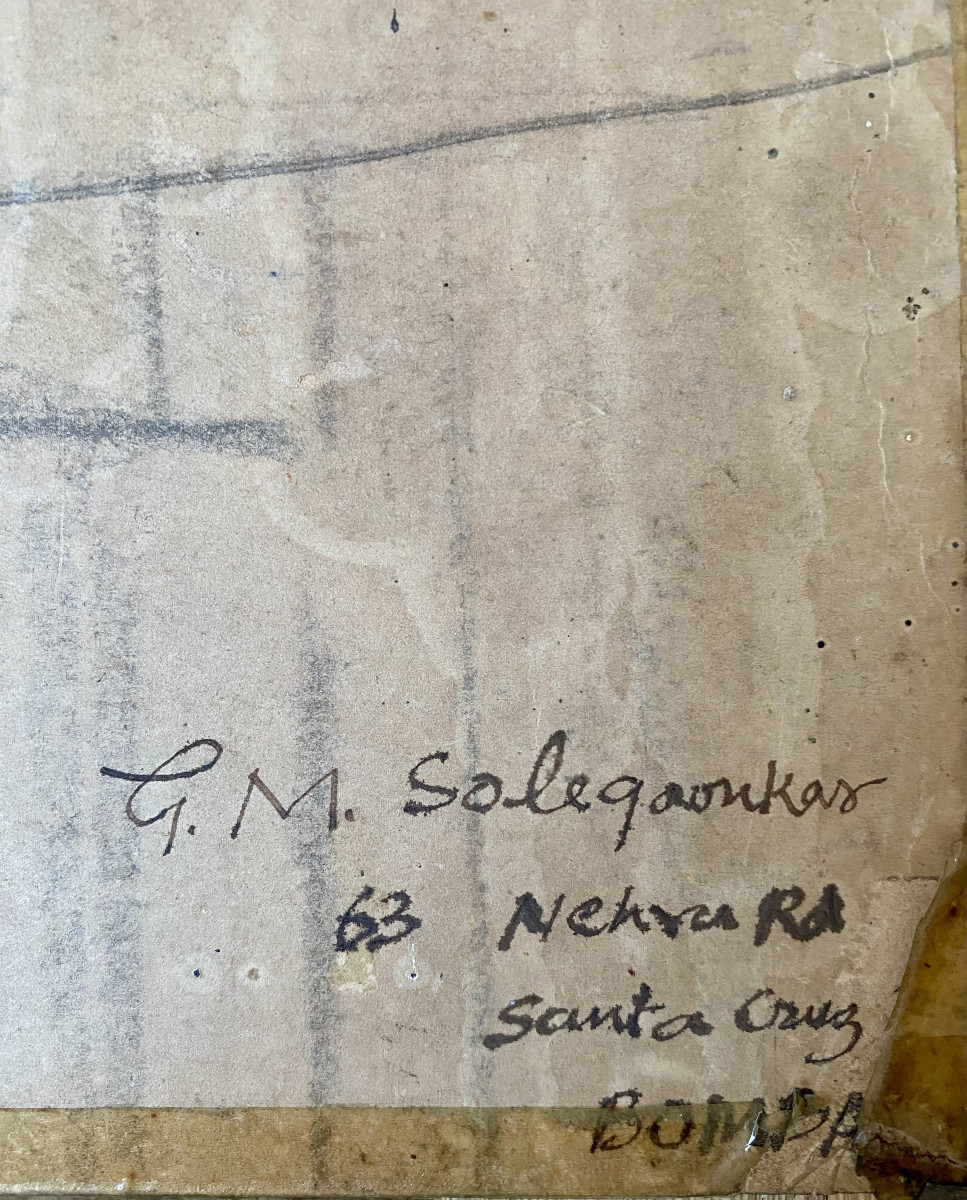 G. M. Solegaonkar
63 Nehru Rd
Santa Cruz
BOMBA